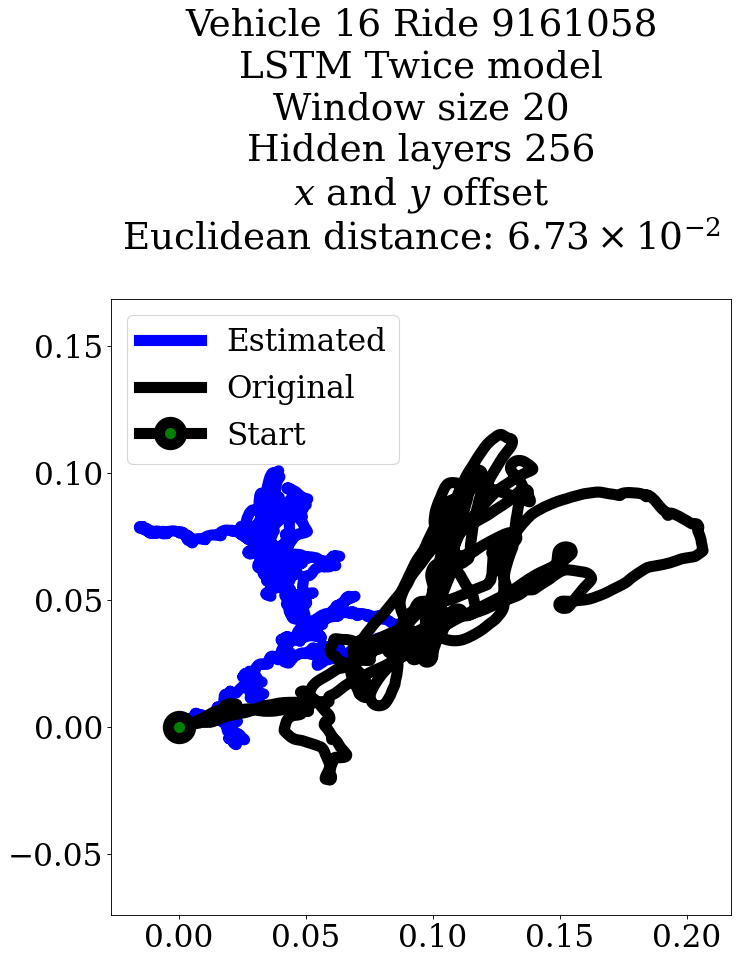 Vehicle 16 Ride 9161058
LSTM Twice model
Window size 20
Hidden layers 256
x and y offset
Euclidean distance: 6.73 × 10⁻²
Estimated
Original
Start
0.15
0.10
0.05
0.00
−0.05
0.00 0.05 0.10 0.15 0.20